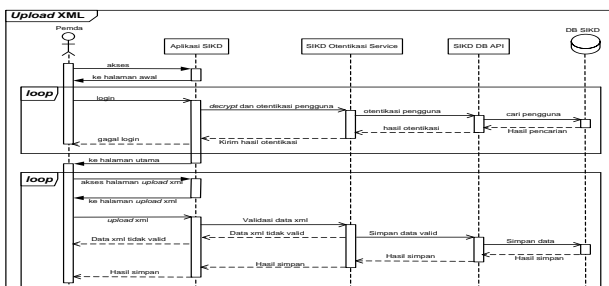 Upload XML
Pemda
Aplikasi SIKD
SIKD Otentikasi Service
SIKD DB API
DB SIKD
akses
ke halaman awal
loop
login
decrypt dan otentikasi pengguna
otentikasi pengguna
cari pengguna
Hasil pencarian
hasil otentikasi
Kirim hasil otentikasi
gagal login
ke halaman utama
loop
akses halaman upload xml
ke halaman upload xml
upload xml
Validasi data xml
Data xml tidak valid
Data xml tidak valid
Simpan data valid
Simpan data
Hasil simpan
Hasil simpan
Hasil simpan
Hasil simpan